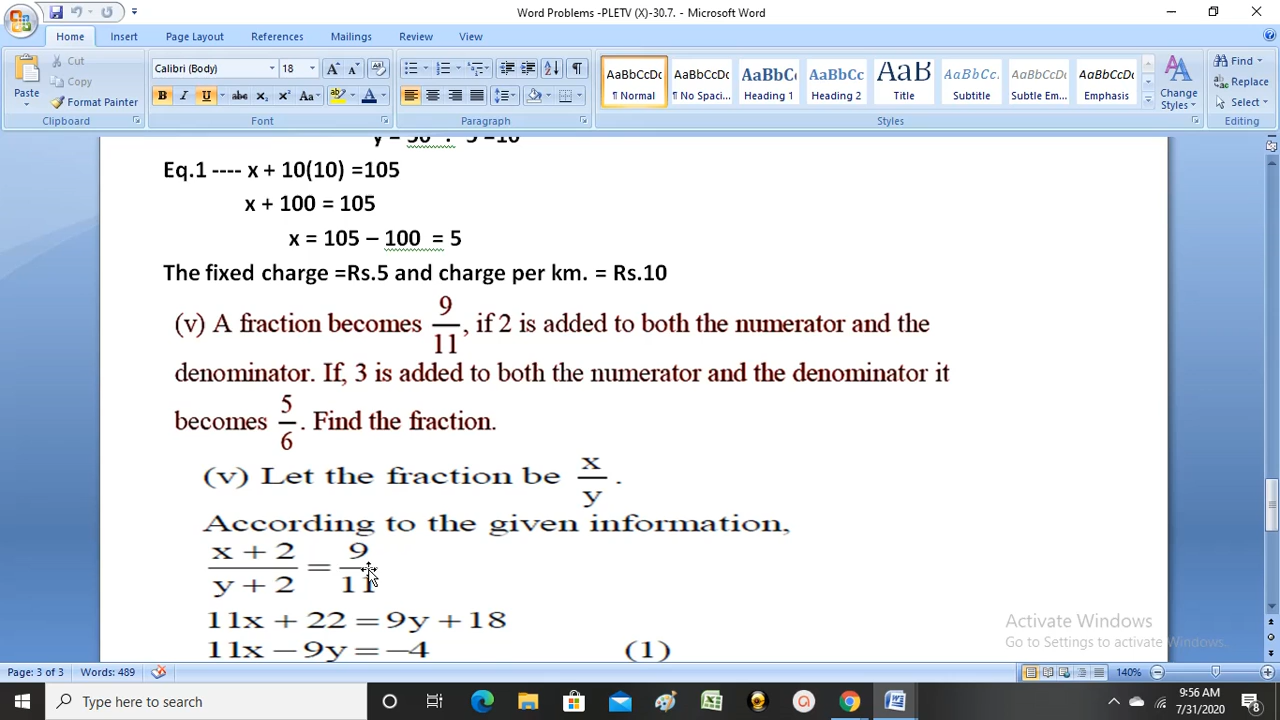 Word Problems -PLETV (X)-30.7. - Microsoft Word
Home Insert Page Layout References Mailings Review View
Paste Cut Copy Format Painter
Calibri (Body) 18
AaBbCcDc AaBbCcDc AaBbCc AaBbCc AaB AaBbCc. AaBbCcDc AaBbCcDc
¶ Normal ¶ No Spaci... Heading 1 Heading 2 Title Subtitle Subtle Em... Emphasis
Change Styles
Find Replace Select
Clipboard Font Paragraph Styles Editing
Eq.1 ---- x + 10(10) =105
x + 100 = 105
x = 105 – 100 = 5
The fixed charge =Rs.5 and charge per km. = Rs.10
(v) A fraction becomes 9/11, if 2 is added to both the numerator and the
denominator. If, 3 is added to both the numerator and the denominator it
becomes 5/6. Find the fraction.
(v) Let the fraction be x/y.
According to the given information,
x + 2 / y + 2 = 9/11
11x + 22 = 9y + 18
11x − 9y = −4 (1)
Activate Windows
Go to Settings to activate Windows.
Page: 3 of 3 Words: 489 140%
Type here to search
9:56 AM
7/31/2020
8